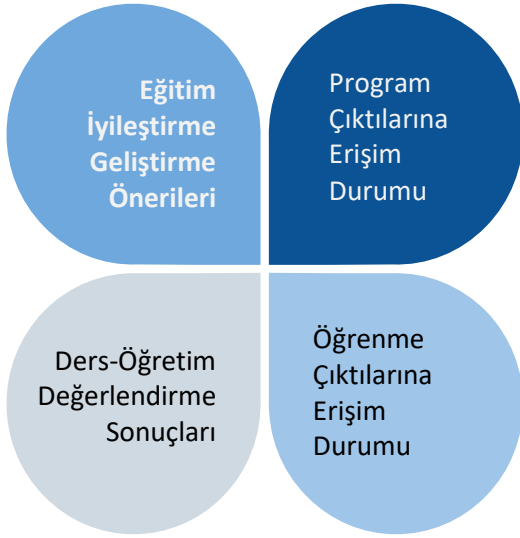 Eğitim
İyileştirme
Geliştirme
Önerileri
Program
Çıktılarına
Erişim
Durumu
Ders-Öğretim
Değerlendirme
Sonuçları
Öğrenme
Çıktılarına
Erişim
Durumu